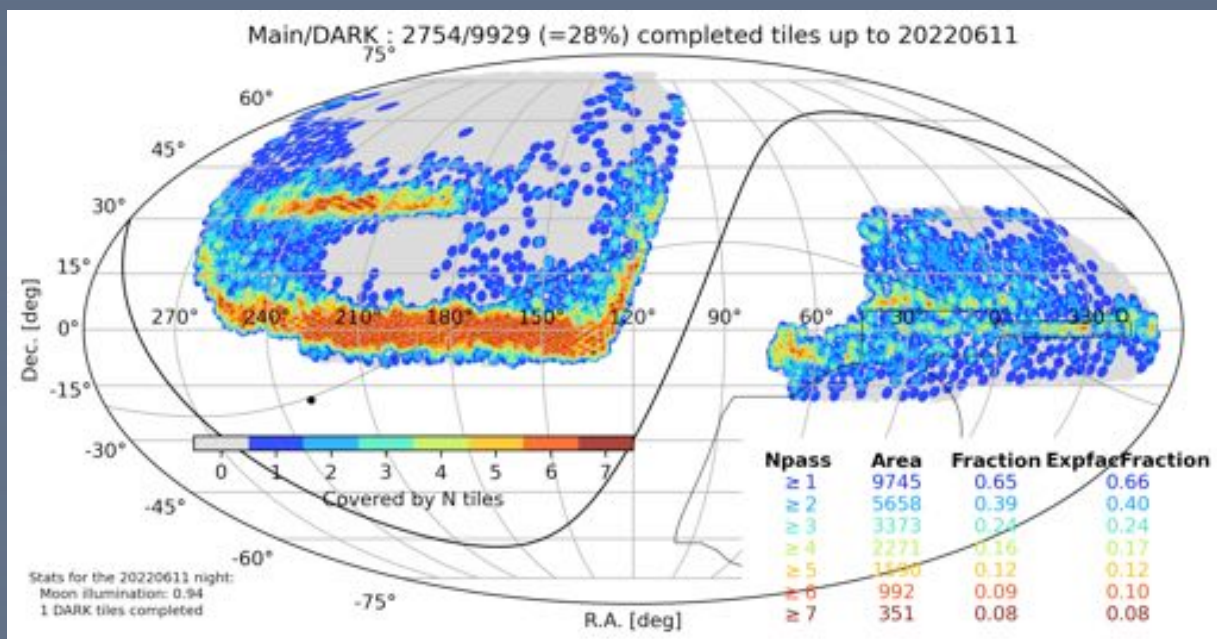 Main/DARK : 2754/9929 (=28%) completed tiles up to 20220611
75°
60°
45°
30°
15°
0°
-15°
-30°
-45°
-60°
-75°
Dec. [deg]
270° 240° 210° 180° 150° 120° 90° 60° 30° 330°
0 1 2 3 4 5 6 7
Covered by N tiles
Npass Area Fraction ExpfacFraction
≥ 1 9745 0.65 0.66
≥ 2 5658 0.39 0.40
≥ 3 3373 0.24 0.24
≥ 4 2271 0.16 0.17
≥ 5 0.12 0.12
≥ 6 992 0.09 0.10
≥ 7 351 0.08 0.08
Stats for the 20220611 night:
Moon illumination: 0.94
1 DARK tiles completed
R.A. [deg]